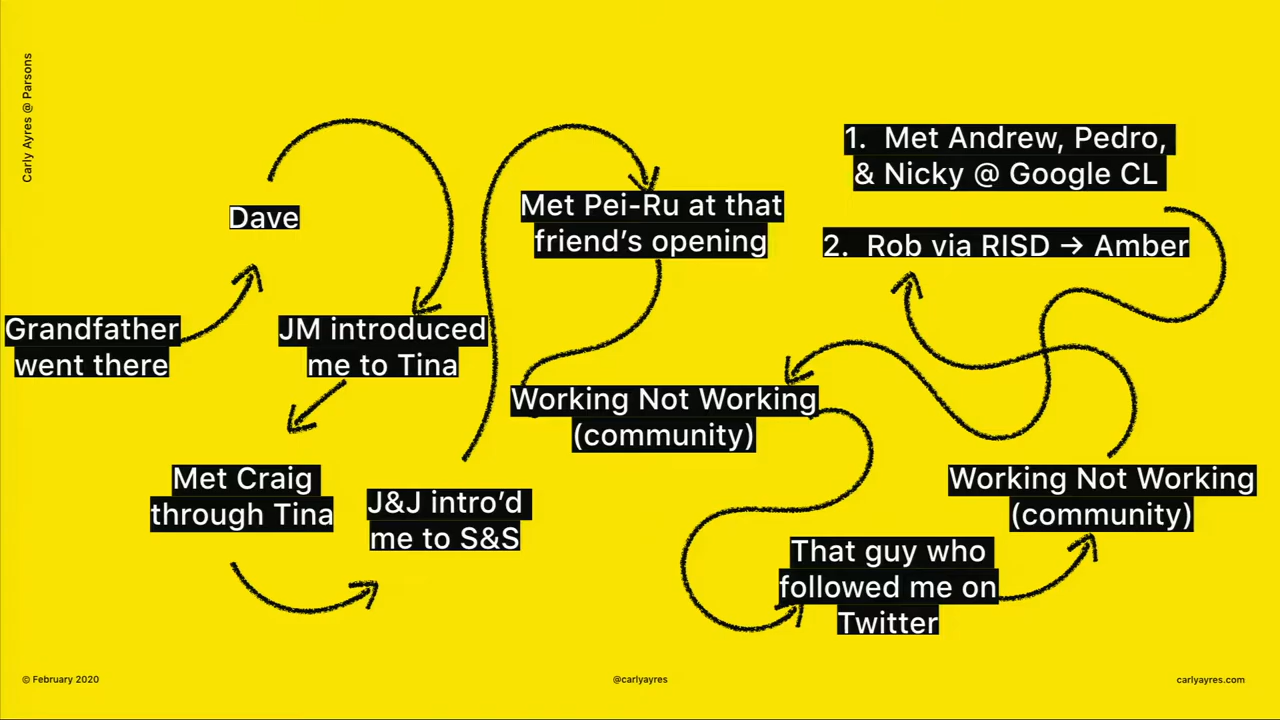 Carly Ayres @ Parsons
Grandfather
went there
Dave
JM introduced
me to Tina
Met Craig
through Tina
J&J intro’d
me to S&S
Met Pei-Ru at that
friend’s opening
Working Not Working
(community)
That guy who
followed me on
Twitter
Working Not Working
(community)
1. Met Andrew, Pedro,
& Nicky @ Google CL
2. Rob via RISD → Amber
© February 2020
@carlyayres
carlyayres.com